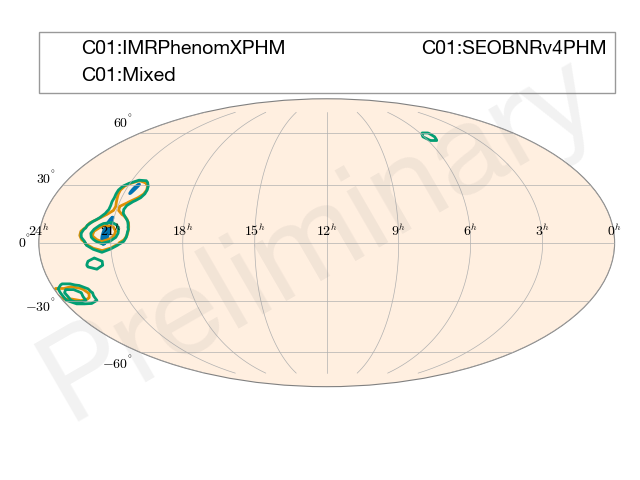 C01:IMRPhenomXPHM C01:SEOBNRv4PHM
C01:Mixed
60°
30°
24h 21h 18h 15h 12h 9h 6h 3h 0h
0°
−30°
−60°
Preliminary